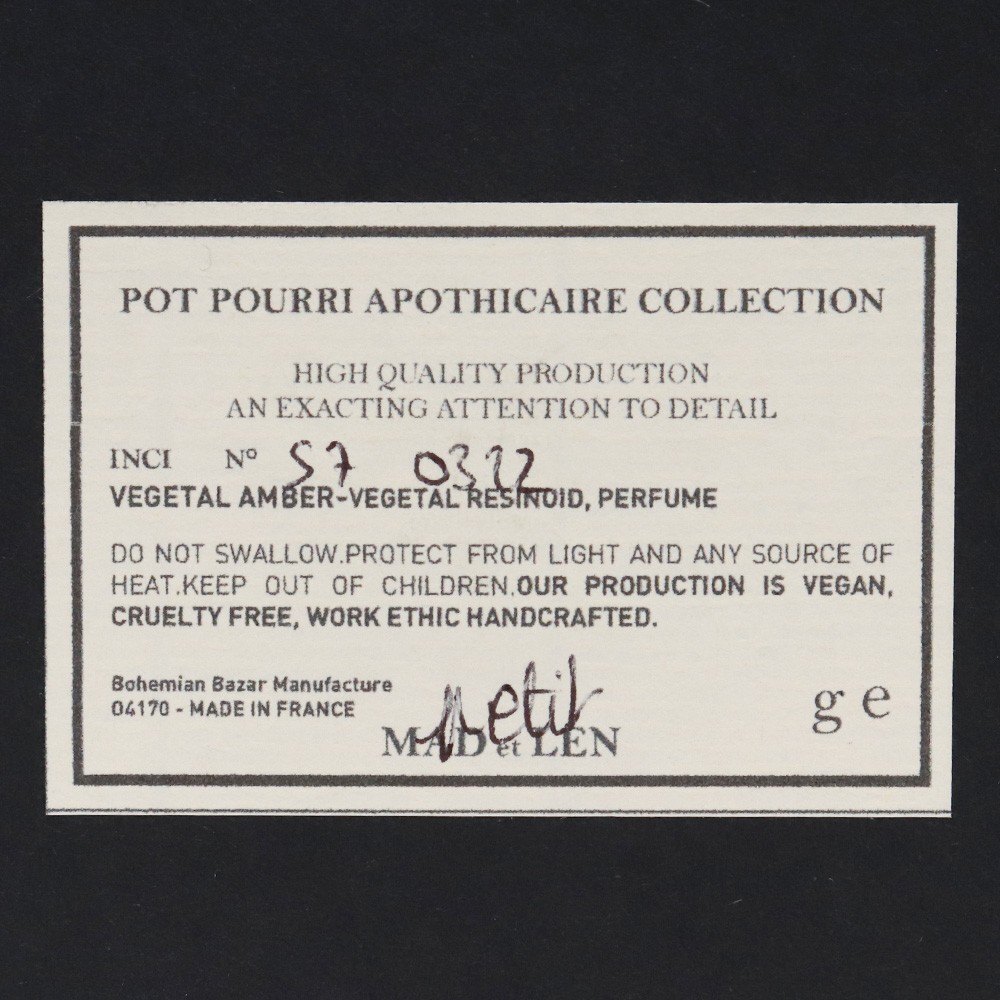 POT POURRI APOTHICAIRE COLLECTION
HIGH QUALITY PRODUCTION
AN EXACTING ATTENTION TO DETAIL
INCI N° 57 0322
VEGETAL AMBER-VEGETAL RESINOID, PERFUME
DO NOT SWALLOW.PROTECT FROM LIGHT AND ANY SOURCE OF
HEAT.KEEP OUT OF CHILDREN.OUR PRODUCTION IS VEGAN,
CRUELTY FREE, WORK ETHIC HANDCRAFTED.
Bohemian Bazar Manufacture
04170 - MADE IN FRANCE
petit
MAD et LEN
g e